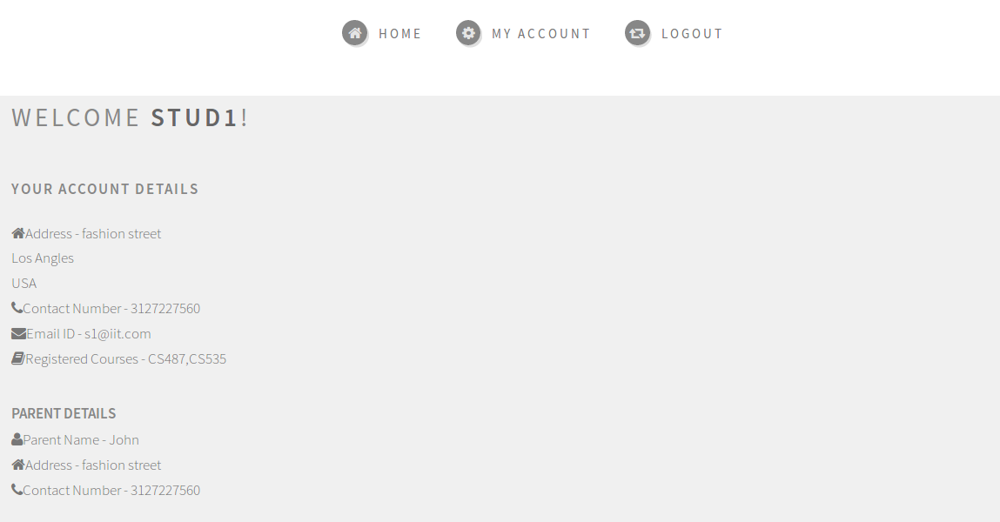 HOME MY ACCOUNT LOGOUT
WELCOME STUD1!
YOUR ACCOUNT DETAILS
Address - fashion street
Los Angles
USA
Contact Number - 3127227560
Email ID - s1@iit.com
Registered Courses - CS487,CS535
PARENT DETAILS
Parent Name - John
Address - fashion street
Contact Number - 3127227560